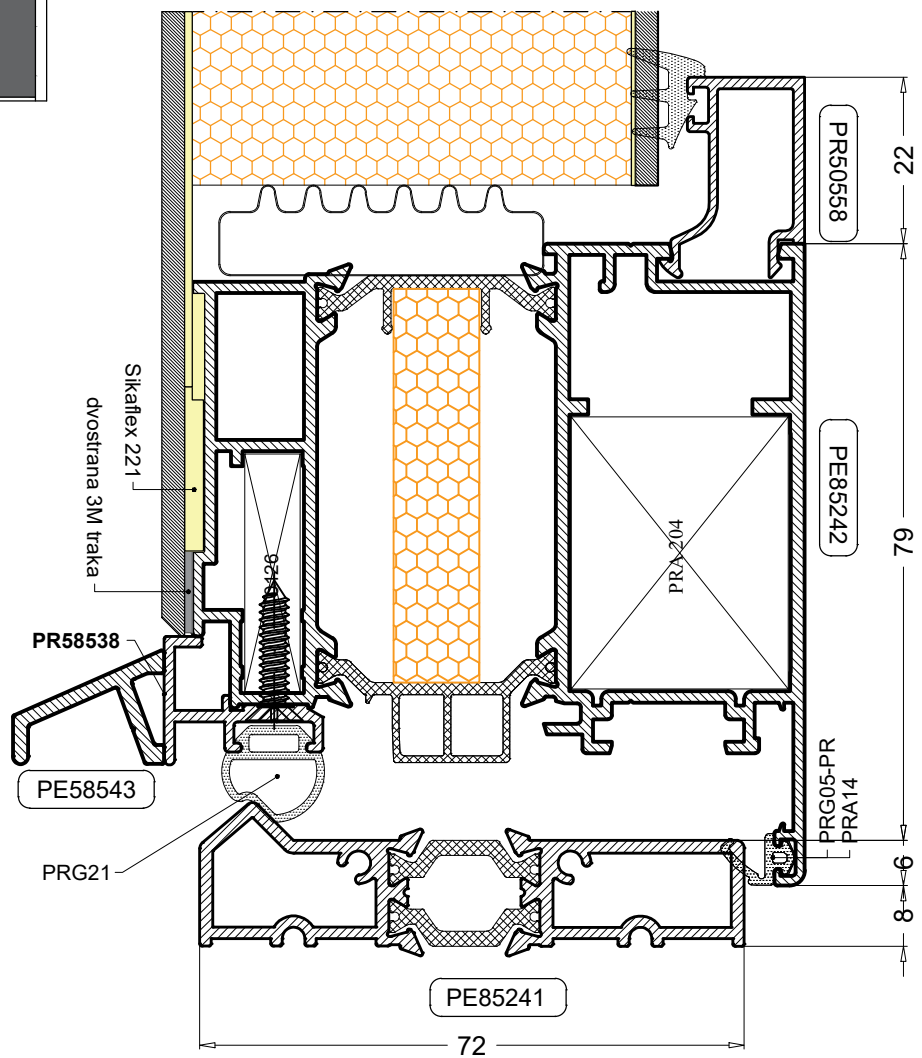 PR50558
22
Sikaflex 221
dvostrana 3M traka
PE85242
79
PRA 204
PR58538
PE58543
PRG05-PR
PRA14
PRG21
6
8
PE85241
72